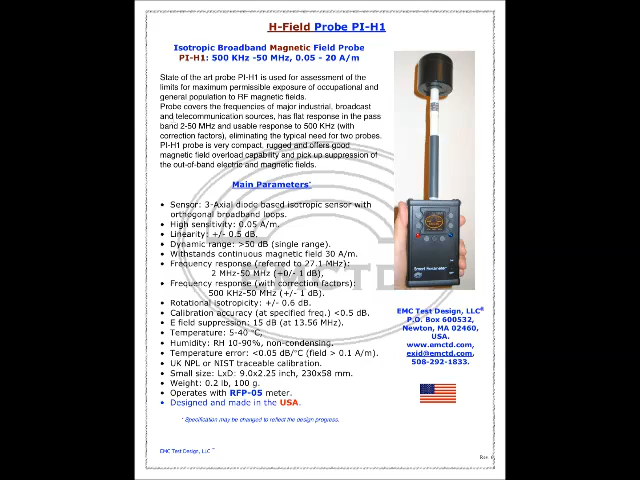 H-Field Probe PI-H1
Isotropic Broadband Magnetic Field Probe
PI-H1: 500 KHz -50 MHz, 0.05 - 20 A/m
State of the art probe PI-H1 is used for assessment of the
limits for maximum permissible exposure of occupational and
general population to RF magnetic fields.
Probe covers the frequencies of major industrial, broadcast
and telecommunication sources, has flat response in the pass
band 2-50 MHz and usable response to 500 KHz (with
correction factors), eliminating the typical need for two probes.
PI-H1 probe is very compact, rugged and offers good
magnetic field overload capability and pick up suppression of
the out-of-band electric and magnetic fields.
Main Parameters*
• Sensor: 3-Axial diode based isotropic sensor with
orthogonal broadband loops.
• High sensitivity: 0.05 A/m.
• Linearity: +/- 0.5 dB.
• Dynamic range: >50 dB (single range).
• Withstands continuous magnetic field 30 A/m.
• Frequency response (referred to 27.1 MHz):
2 MHz-50 MHz (+0/- 1 dB),
• Frequency response (with correction factors):
500 KHz-50 MHz (+/- 1 dB).
• Rotational isotropicity: +/- 0.6 dB.
• Calibration accuracy (at specified freq.) <0.5 dB.
• E field suppression: 15 dB (at 13.56 MHz).
• Temperature: 5-40 °C.
• Humidity: RH 10-90%, non-condensing.
• Temperature error: <0.05 dB/°C (field > 0.1 A/m).
• UK NPL or NIST traceable calibration.
• Small size: LxD: 9.0x2.25 inch, 230x58 mm.
• Weight: 0.2 lb, 100 g.
• Operates with RFP-05 meter.
• Designed and made in the USA.
* Specification may be changed to reflect the design progress.
EMC Test Design, LLC®
P.O. Box 600532,
Newton, MA 02460,
USA,
www.emctd.com,
exid@emctd.com,
508-292-1833.
EMCTD
EMC Test Design, LLC ™
Rev. 6